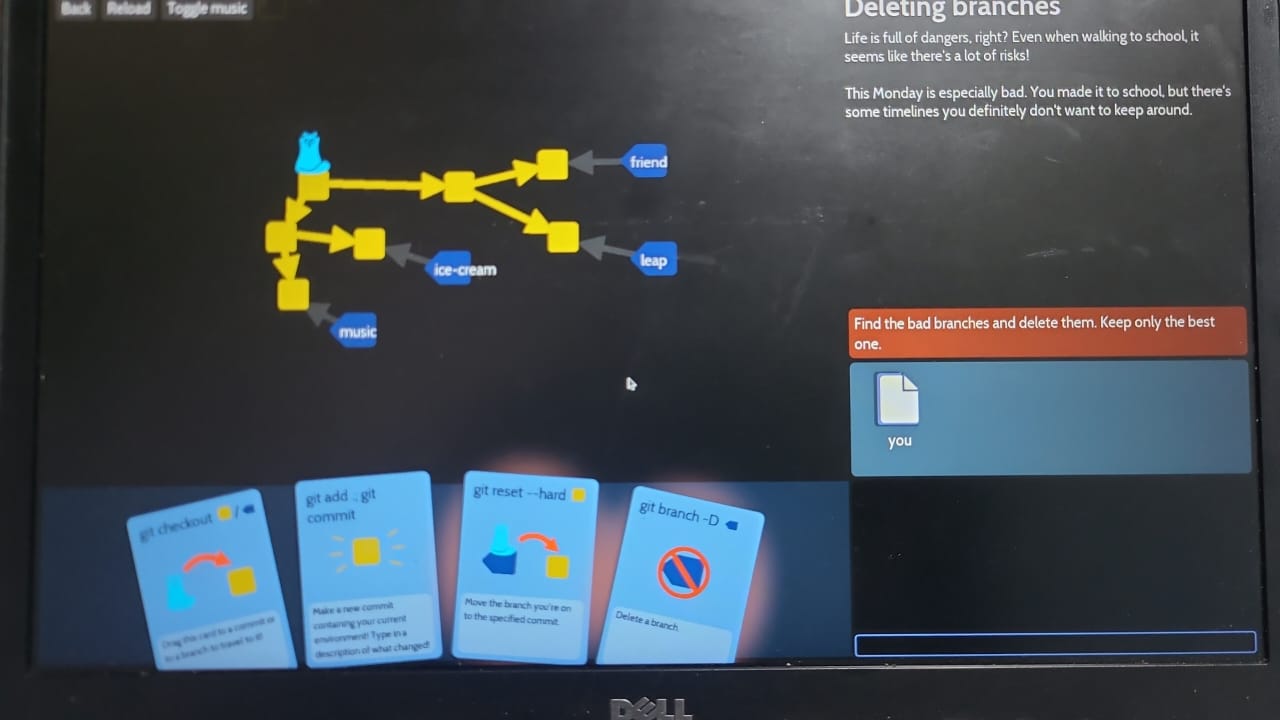 Back Reload Toggle music
Deleting branches
Life is full of dangers, right? Even when walking to school, it
seems like there's a lot of risks!
This Monday is especially bad. You made it to school, but there's
some timelines you definitely don't want to keep around.
friend
leap
ice-cream
music
Find the bad branches and delete them. Keep only the best
one.
you
git checkout /
Drag this card to a commit or
to a branch to travel to it!
git add .; git
commit
Make a new commit
containing your current
environment! Type in a
description of what changed!
git reset --hard
Move the branch you're on
to the specified commit.
git branch -D
Delete a branch.
DELL